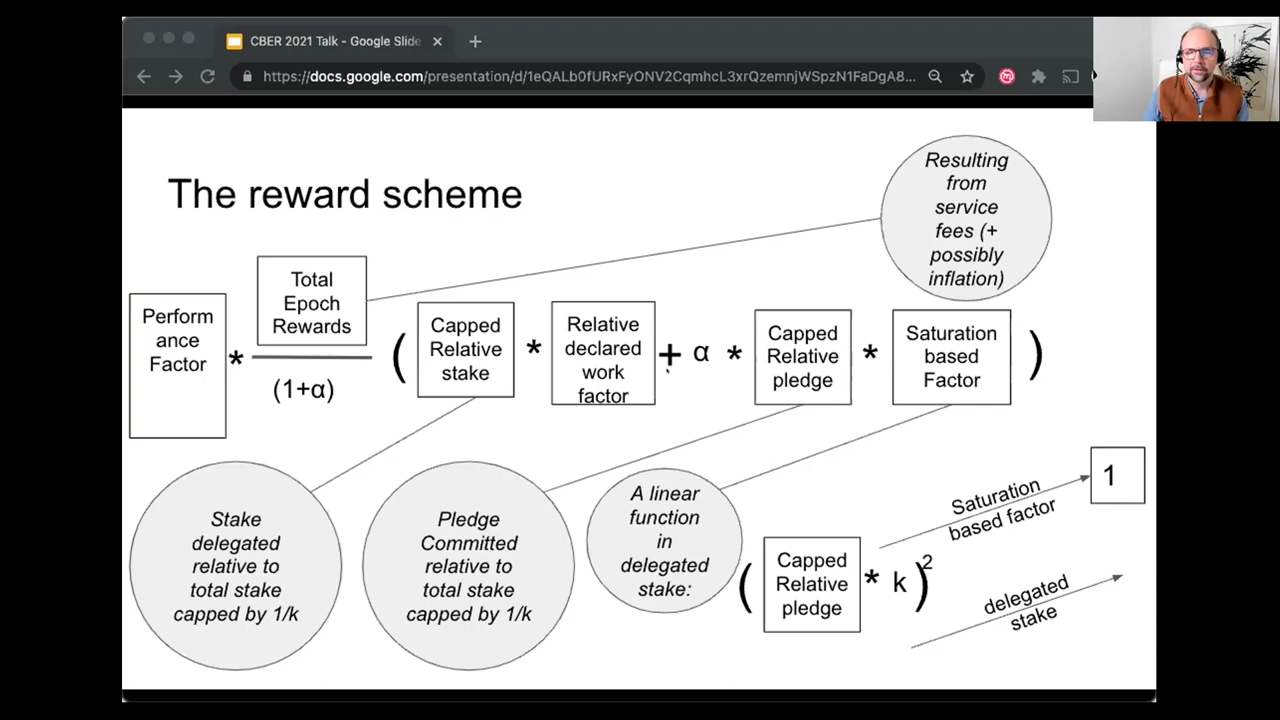 CBER 2021 Talk - Google Slide
https://docs.google.com/presentation/d/1eQALb0fURxFyONV2CqmhcL3xrQzemnjWSpzN1FaDgA8...
The reward scheme
Resulting
from
service
fees (+
possibly
inflation)
Perform
ance
Factor
*
Total
Epoch
Rewards
(1+α)
(
Capped
Relative
stake
*
Relative
declared
work
factor
+ α *
Capped
Relative
pledge
*
Saturation
based
Factor
)
Stake
delegated
relative to
total stake
capped by 1/k
Pledge
Committed
relative to
total stake
capped by 1/k
A linear
function
in
delegated
stake:
(
Capped
Relative
pledge
* k )2
Saturation
based factor
1
delegated
stake